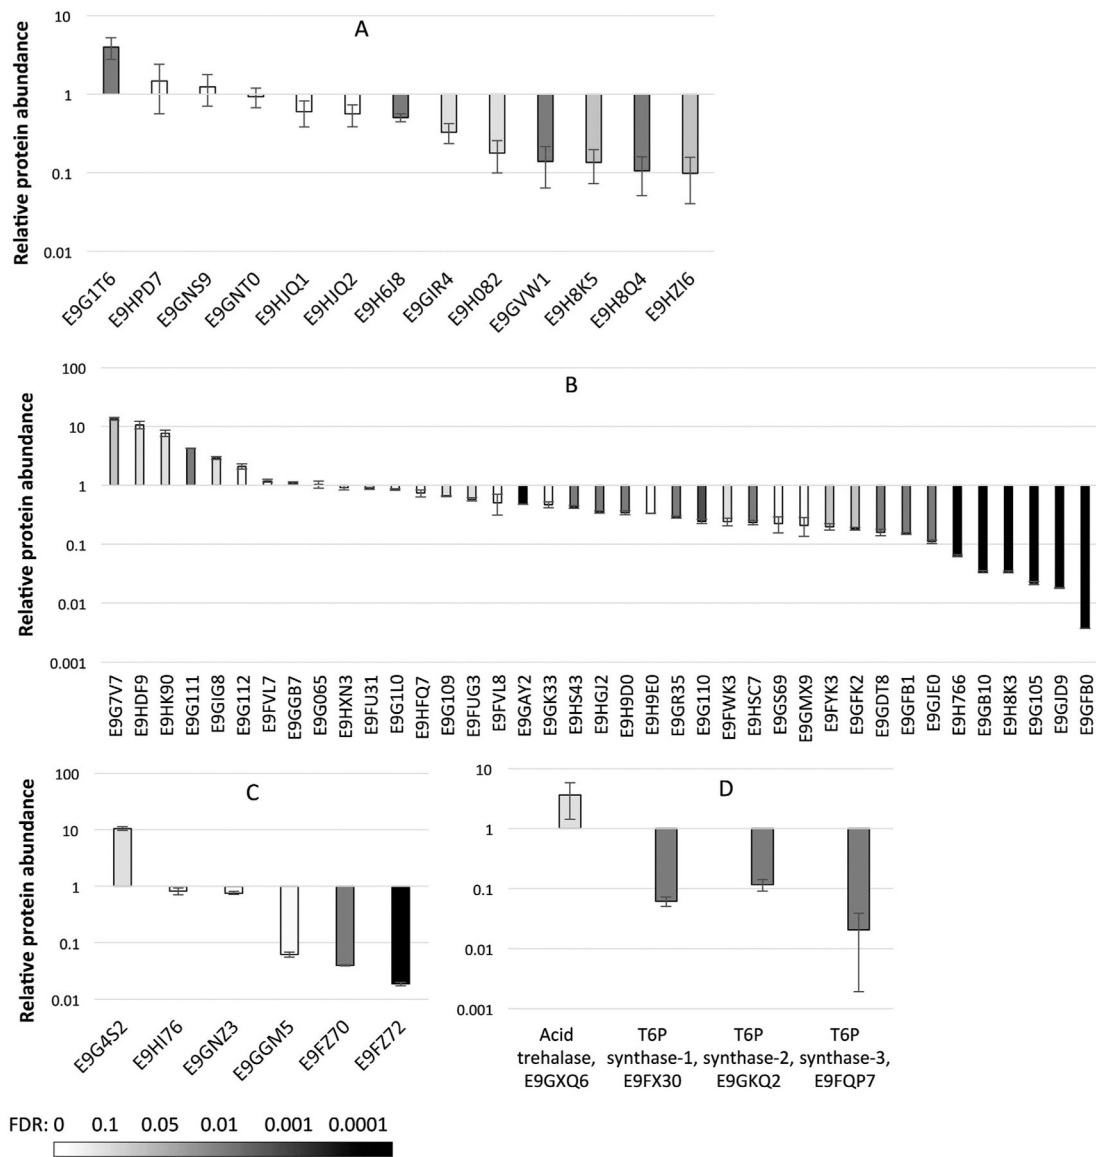 A
Relative protein abundance
10
1
0.1
0.01
E9G1T6
E9HPD7
E9GNS9
E9GNT0
E9HJQ1
E9HJQ2
E9H6J8
E9GIR4
E9H082
E9GVW1
E9H8K5
E9H8Q4
E9HZI6
B
Relative protein abundance
100
10
1
0.1
0.01
0.001
E9G7V7
E9HDF9
E9HK90
E9G111
E9GIG8
E9G112
E9FVL7
E9GGB7
E9G065
E9HXN3
E9FU31
E9G1L0
E9HFQ7
E9G109
E9FUG3
E9FVL8
E9GAY2
E9GK33
E9HS43
E9HGJ2
E9H9D0
E9H9E0
E9GR35
E9G110
E9FWK3
E9HSC7
E9GS69
E9GMX9
E9FYK3
E9GFK2
E9GDT8
E9GFB1
E9GJE0
E9H766
E9GB10
E9H8K3
E9G105
E9GJD9
E9GFB0
C
Relative protein abundance
100
10
1
0.1
0.01
E9G4S2
E9HI76
E9GNZ3
E9GGM5
E9FZ70
E9FZ72
D
10
1
0.1
0.01
0.001
Acid
trehalase,
E9GXQ6
T6P
synthase-1,
E9FX30
T6P
synthase-2,
E9GKQ2
T6P
synthase-3,
E9FQP7
FDR: 0 0.1 0.05 0.01 0.001 0.0001